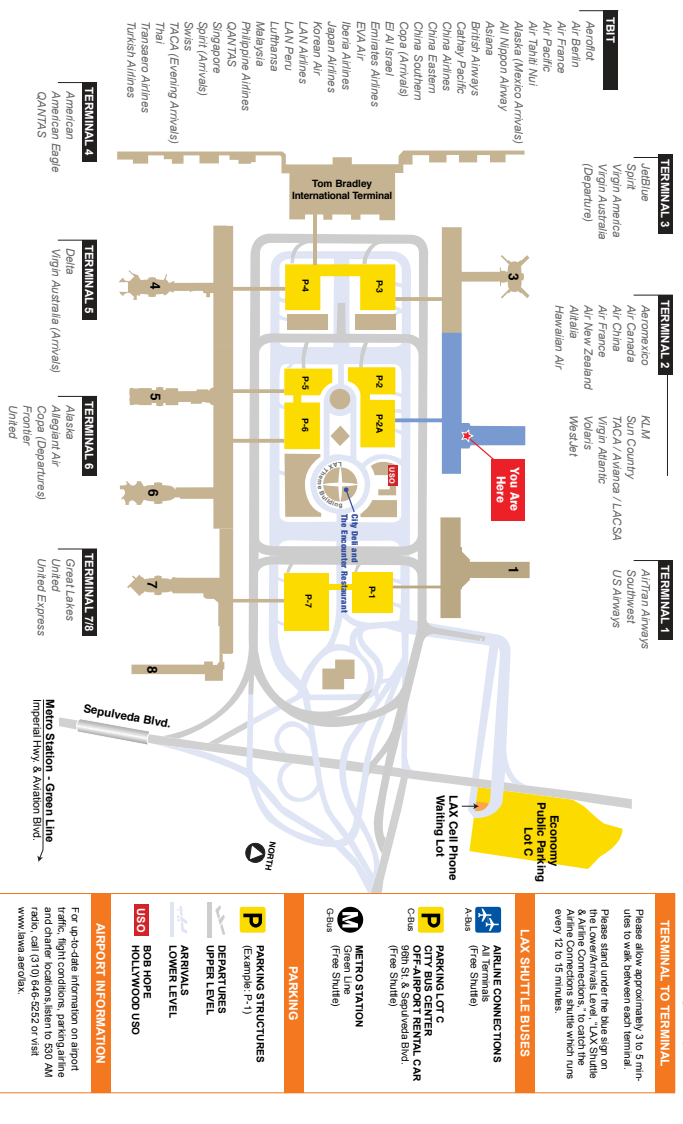 TBIT
Aeroflot
Air Berlin
Air France
Air Pacific
Air Tahiti Nui
Alaska (Mexico Arrivals)
All Nippon Airway
Asiana
British Airways
Cathay Pacific
China Airlines
China Eastern
China Southern
Copa (Arrivals)
El Al Israel
Emirates Airlines
EVA Air
Iberia Airlines
Japan Airlines
Korean Air
LAN Airlines
LAN Peru
Lufthansa
Malaysia
Philippine Airlines
QANTAS
Singapore
Spirit (Arrivals)
Swiss
TACA (Evening Arrivals)
Thai
Transaero Airlines
Turkish Airlines
TERMINAL 3
JetBlue
Spirit
Virgin America
Virgin Australia
(Departure)
TERMINAL 2
Aeromexico
Air Canada
Air China
Air France
Air New Zealand
Alitalia
Hawaiian Air
KLM
Sun Country
TACA / Avianca / LACSA
Virgin Atlantic
Volaris
WestJet
TERMINAL 1
AirTran Airways
Southwest
US Airways
TERMINAL 4
American
American Eagle
QANTAS
TERMINAL 5
Delta
Virgin Australia (Arrivals)
TERMINAL 6
Alaska
Allegiant Air
Copa (Departures)
Frontier
United
TERMINAL 7/8
Great Lakes
United
United Express
Tom Bradley
International Terminal
3
1
4
5
6
7
8
P-3
P-4
P-2
P-2A
P-5
P-6
P-1
P-7
You Are
Here
USO
LAX Theme Building
City Deli and
The Encounter Restaurant
Economy
Public Parking
Lot C
LAX Cell Phone
Waiting Lot
Sepulveda Blvd.
Metro Station - Green Line
Imperial Hwy. & Aviation Blvd.
NORTH
TERMINAL TO TERMINAL
Please allow approximately 3 to 5 min-
utes to walk between each terminal.
Please stand under the blue sign on
the Lower/Arrivals Level, "LAX Shuttle
& Airline Connections," to catch the
Airline Connections shuttle which runs
every 12 to 15 minutes.
LAX SHUTTLE BUSES
A-Bus
AIRLINE CONNECTIONS
All Terminals
(Free Shuttle)
P
C-Bus
PARKING LOT C
CITY BUS CENTER
OFF-AIRPORT RENTAL CAR
96th St. & Sepulveda Blvd.
(Free Shuttle)
M
G-Bus
METRO STATION
Green Line
(Free Shuttle)
PARKING
P
PARKING STRUCTURES
(Example: P-1)
DEPARTURES
UPPER LEVEL
ARRIVALS
LOWER LEVEL
USO
BOB HOPE
HOLLYWOOD USO
AIRPORT INFORMATION
For up-to-date information on airport
traffic, flight conditions, parking,airline
and charter locations,listen to 530 AM
radio, call (310) 646-5252 or visit
www.lawa.aero/lax.